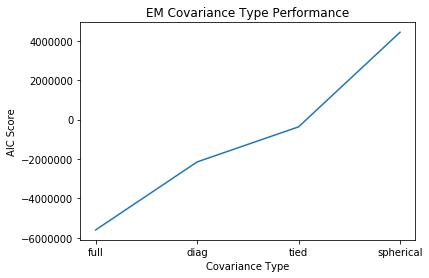 EM Covariance Type Performance
4000000
2000000
0
−2000000
−4000000
−6000000
AIC Score
full diag tied spherical
Covariance Type